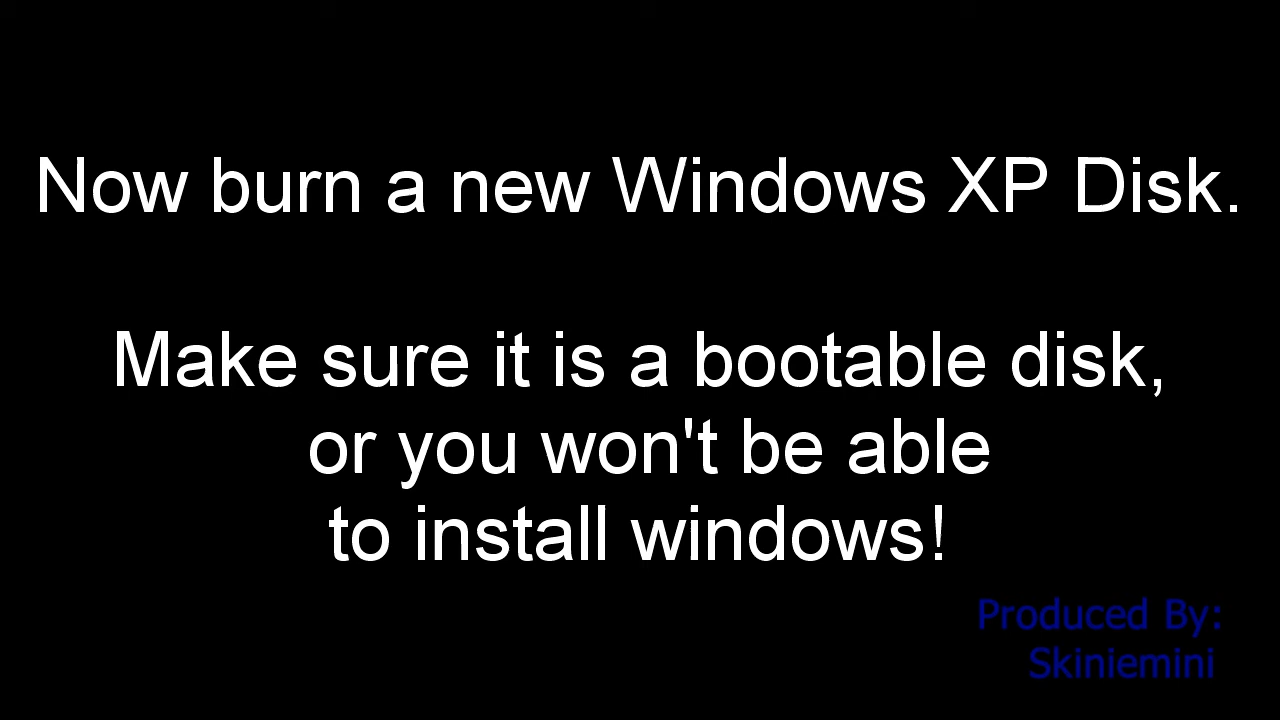 Now burn a new Windows XP Disk.
Make sure it is a bootable disk,
or you won't be able
to install windows!
Produced By:
Skiniemini